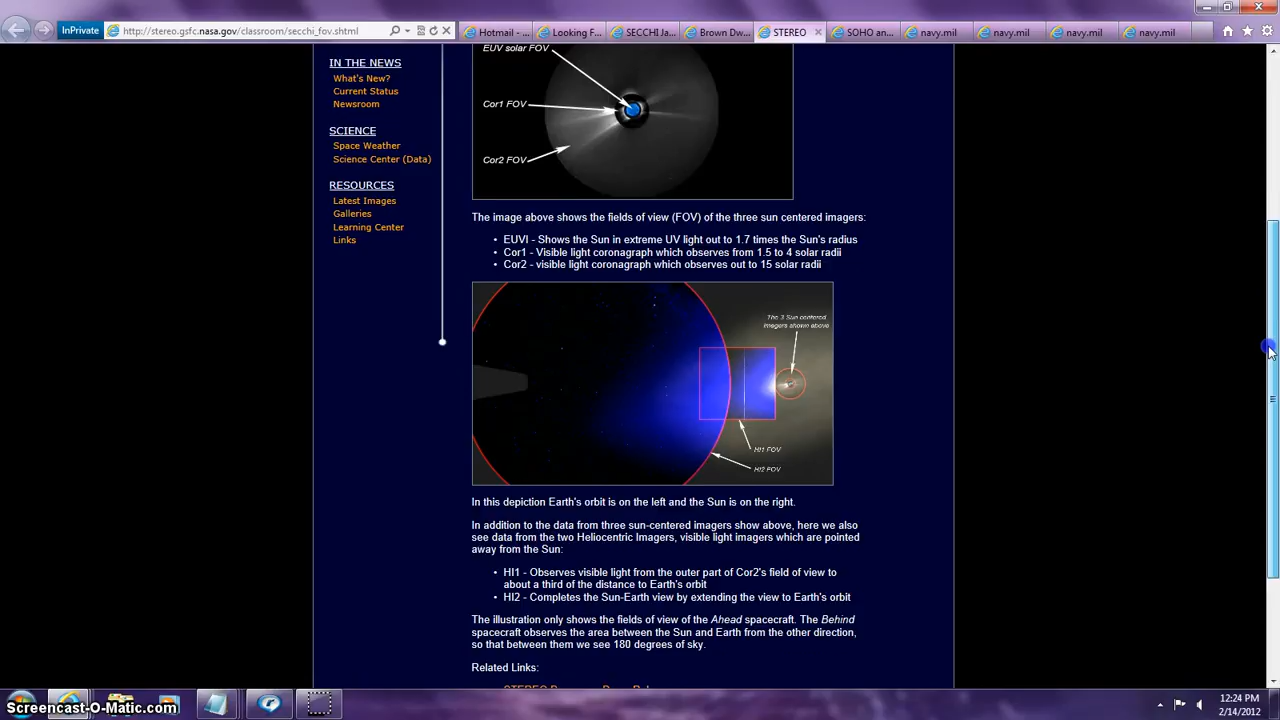 InPrivate
http://stereo.gsfc.nasa.gov/classroom/secchi_fov.shtml
Hotmail - ...
Looking F...
SECCHI Ja...
Brown Dw...
STEREO
SOHO an...
navy.mil
navy.mil
navy.mil
navy.mil
IN THE NEWS
What's New?
Current Status
Newsroom
SCIENCE
Space Weather
Science Center (Data)
RESOURCES
Latest Images
Galleries
Learning Center
Links
EUV solar FOV
Cor1 FOV
Cor2 FOV
The image above shows the fields of view (FOV) of the three sun centered imagers:
• EUVI - Shows the Sun in extreme UV light out to 1.7 times the Sun's radius
• Cor1 - Visible light coronagraph which observes from 1.5 to 4 solar radii
• Cor2 - visible light coronagraph which observes out to 15 solar radii
The 3 Sun centered
imagers shown above
HI1 FOV
HI2 FOV
In this depiction Earth's orbit is on the left and the Sun is on the right.
In addition to the data from three sun-centered imagers show above, here we also
see data from the two Heliocentric Imagers, visible light imagers which are pointed
away from the Sun:
• HI1 - Observes visible light from the outer part of Cor2's field of view to
about a third of the distance to Earth's orbit
• HI2 - Completes the Sun-Earth view by extending the view to Earth's orbit
The illustration only shows the fields of view of the Ahead spacecraft. The Behind
spacecraft observes the area between the Sun and Earth from the other direction,
so that between them we see 180 degrees of sky.
Related Links:
Screencast-O-Matic.com
12:24 PM
2/14/2012